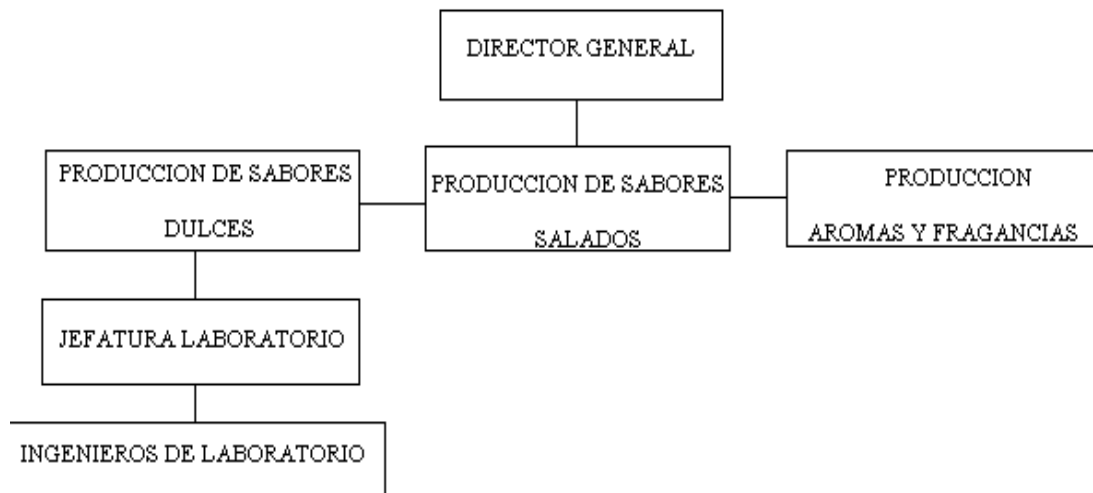 DIRECTOR GENERAL
PRODUCCION DE SABORES
DULCES
PRODUCCION DE SABORES
SALADOS
PRODUCCION
AROMAS Y FRAGANCIAS
JEFATURA LABORATORIO
INGENIEROS DE LABORATORIO